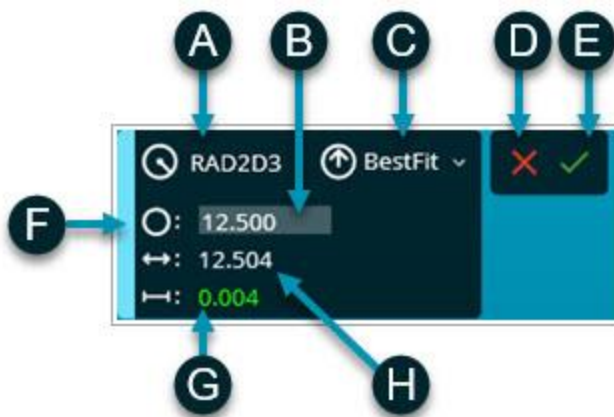 A B C D E
RAD2D3 BestFit
F
: 12.500
: 12.504
: 0.004
G H